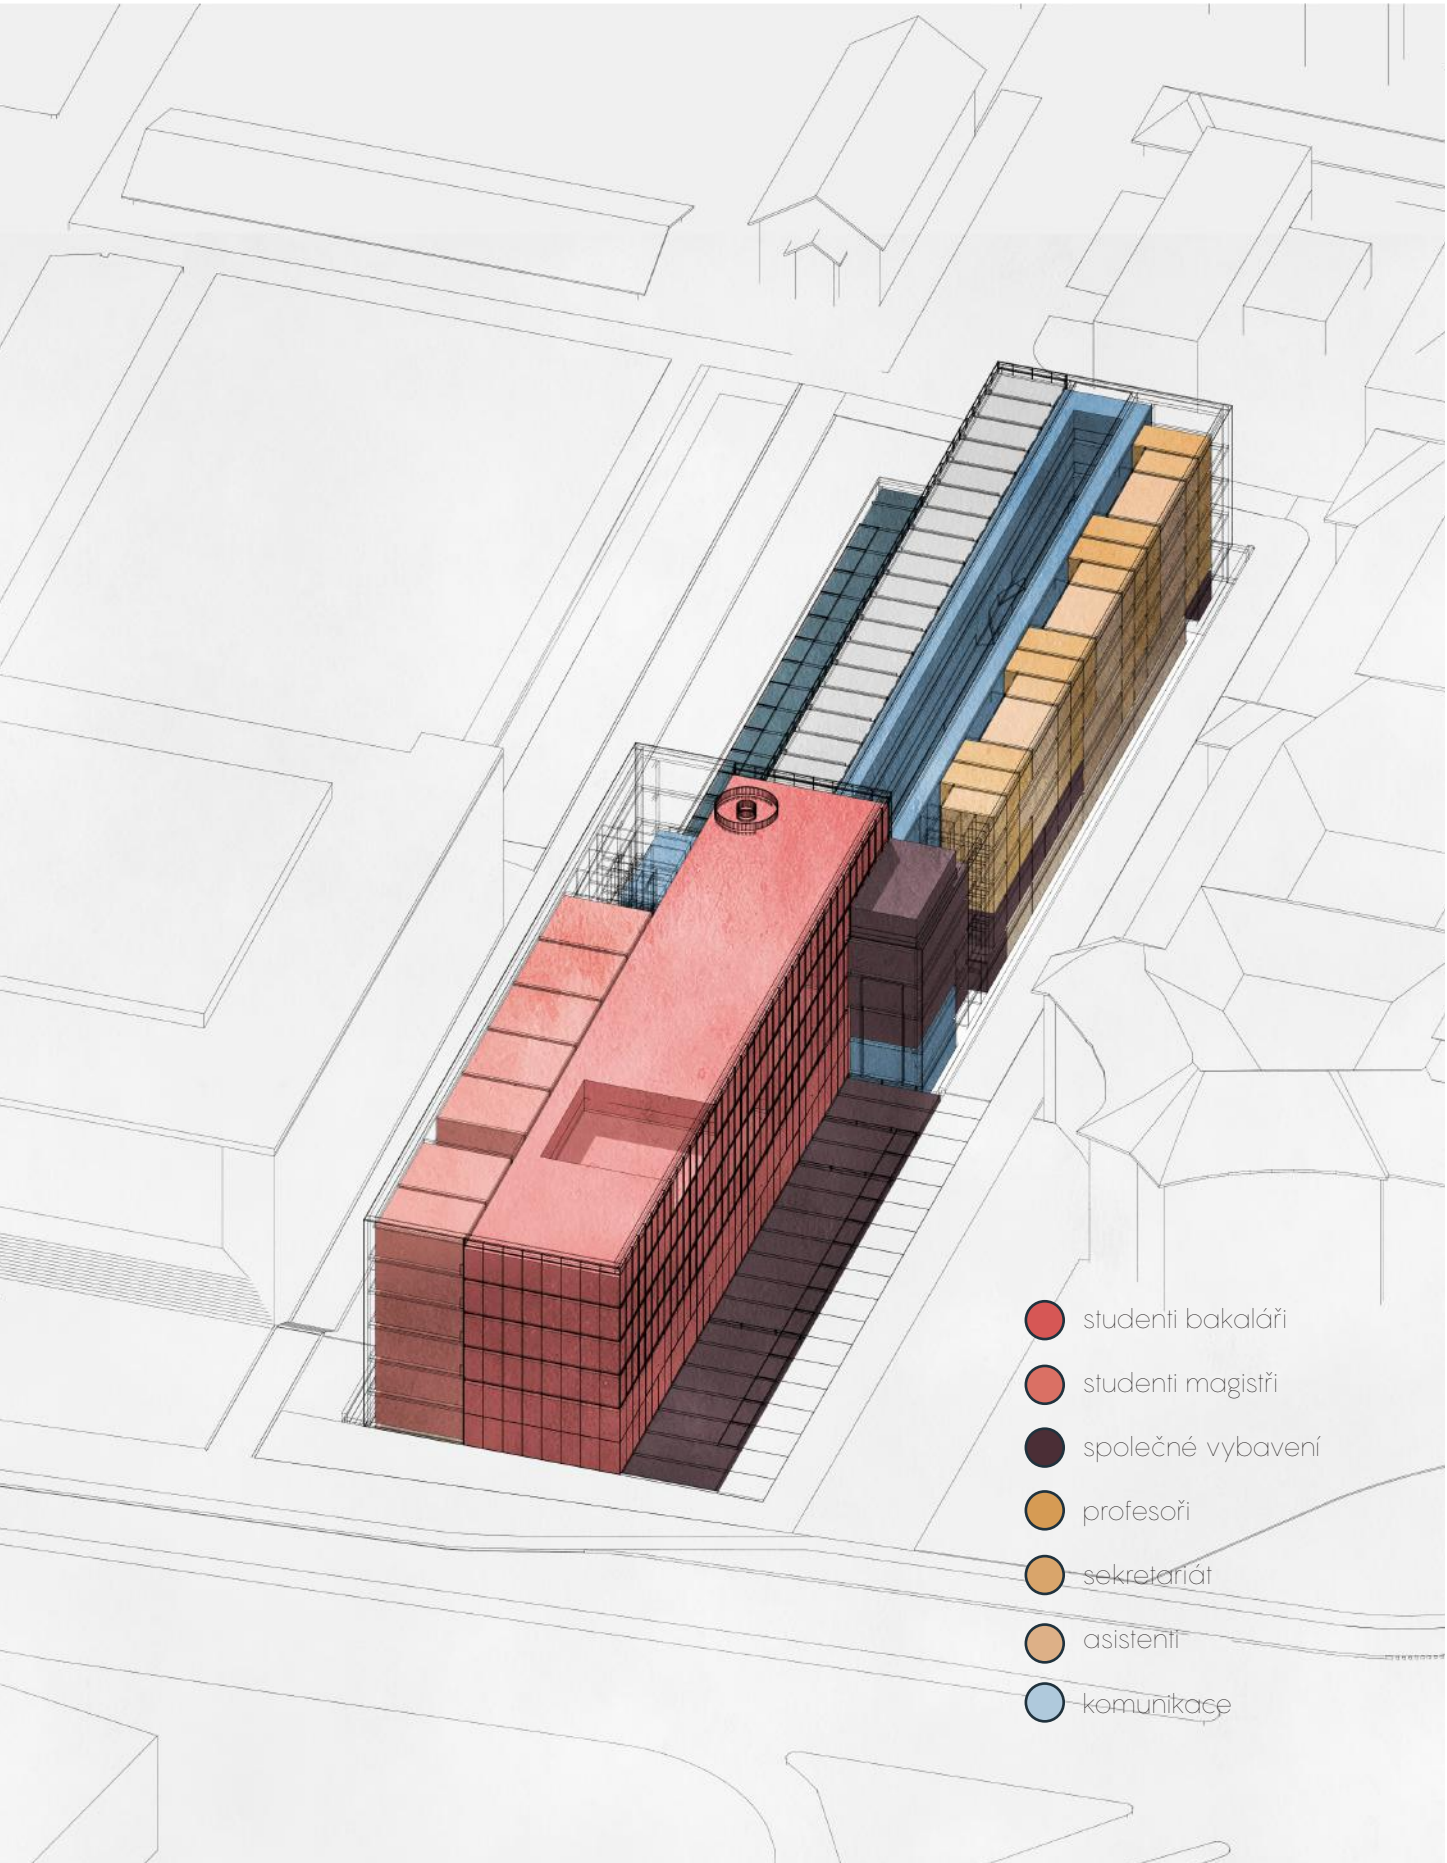 studenti bakaláři
studenti magistři
společné vybavení
profesoři
sekretariát
asistenti
komunikace